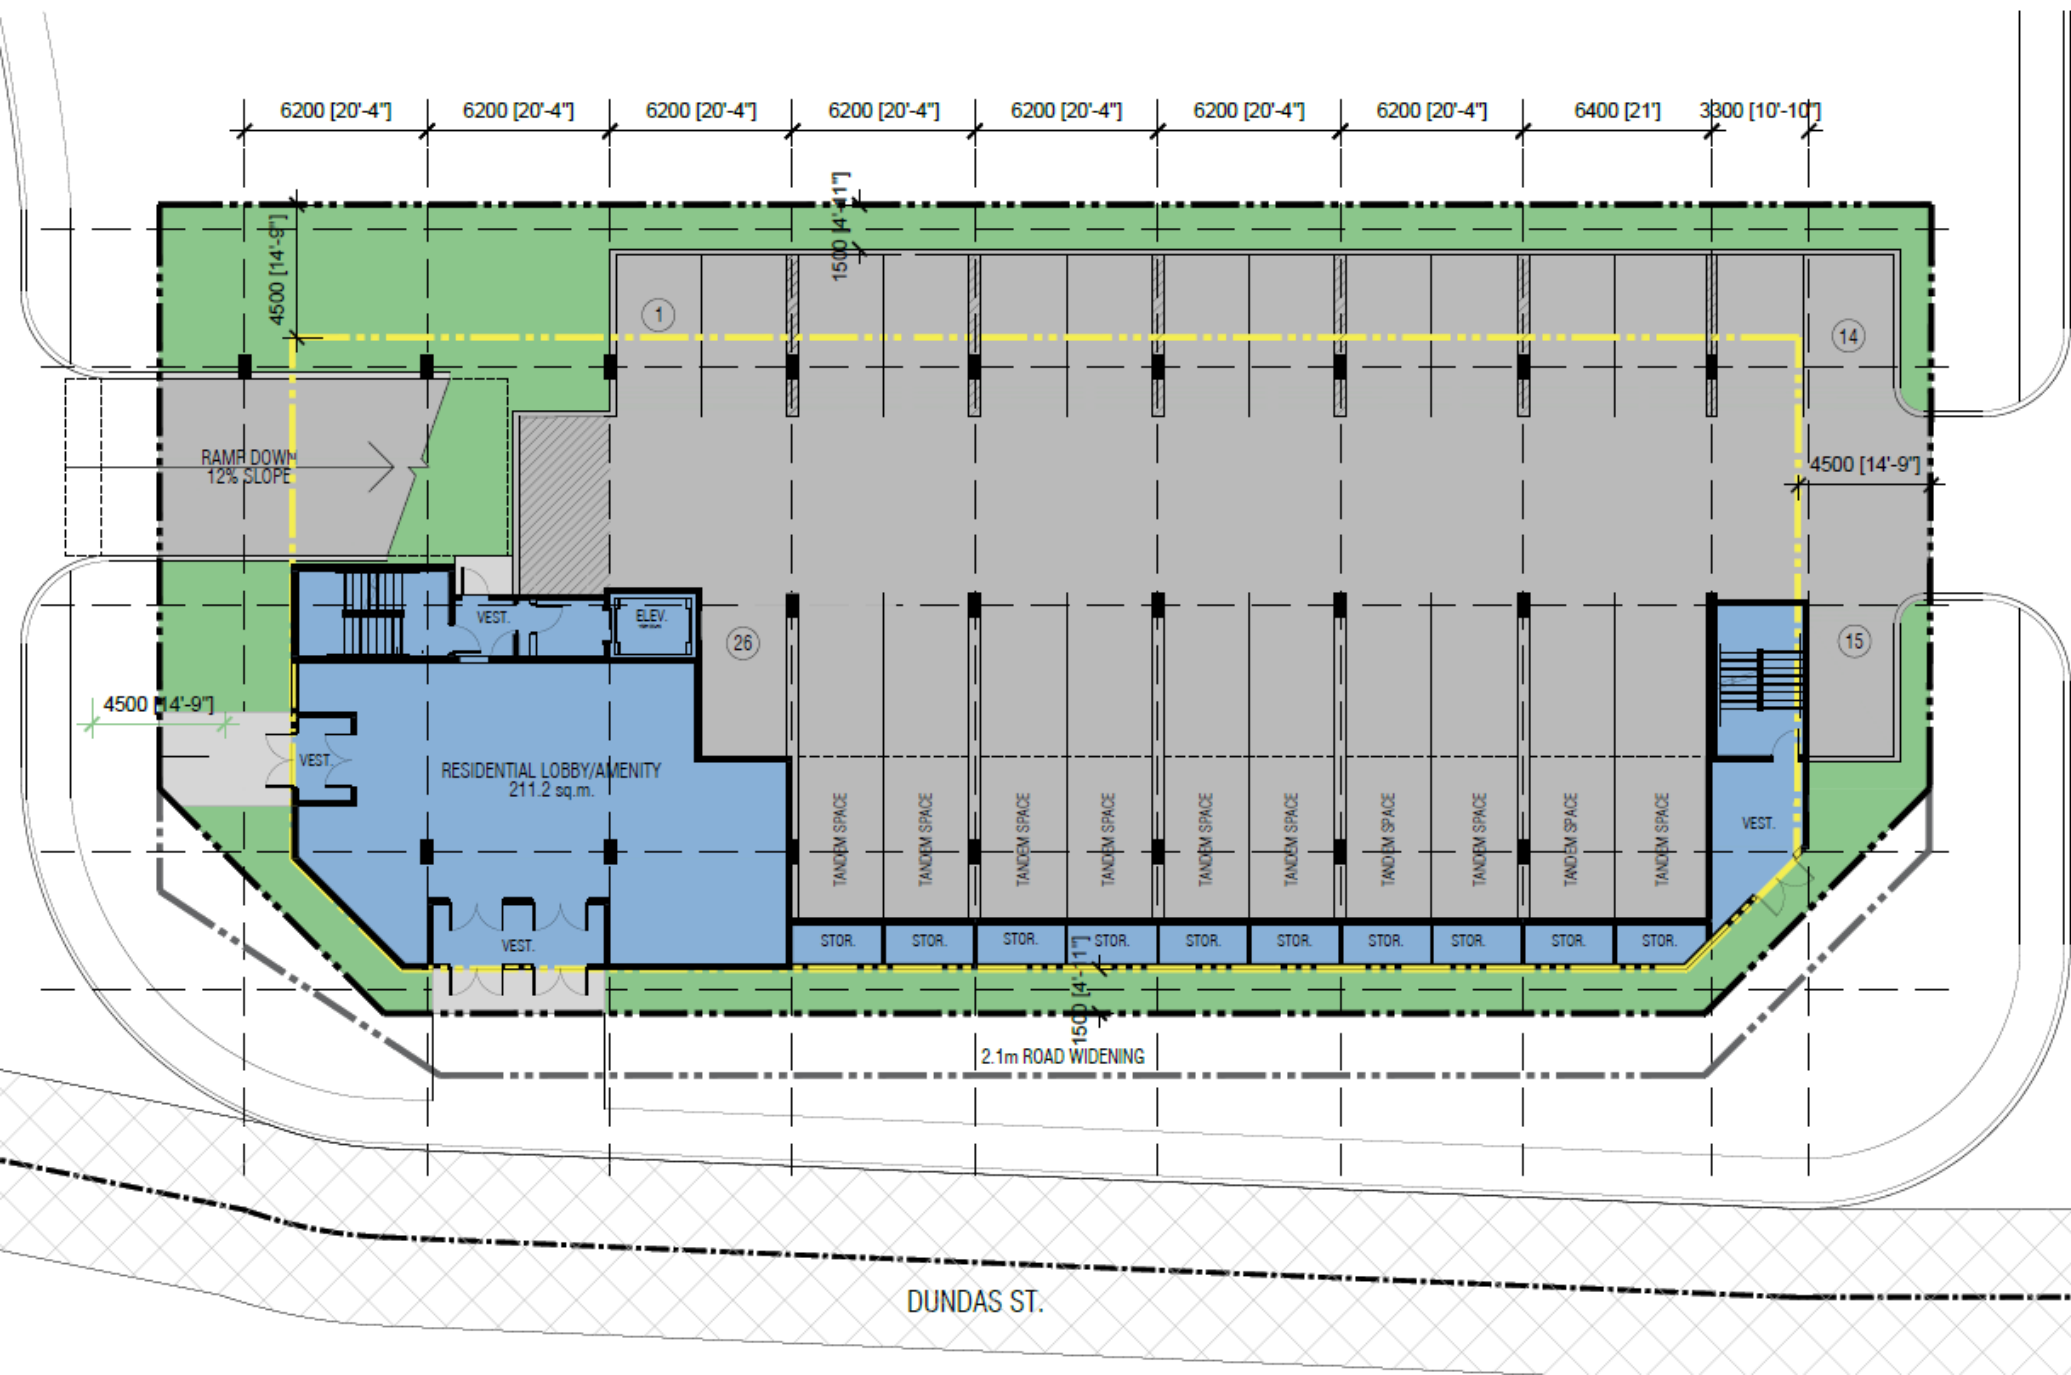 6200 [20'-4"]
6200 [20'-4"]
6200 [20'-4"]
6200 [20'-4"]
6200 [20'-4"]
6200 [20'-4"]
6200 [20'-4"]
6400 [21']
3300 [10'-10"]
4500 [14'-9"]
1500 [4'-11"]
1
14
RAMP DOWN
12% SLOPE
4500 [14'-9"]
VEST.
ELEV.
26
15
4500 [14'-9"]
VEST.
RESIDENTIAL LOBBY/AMENITY
211.2 sq.m.
TANDEM SPACE
TANDEM SPACE
TANDEM SPACE
TANDEM SPACE
TANDEM SPACE
TANDEM SPACE
TANDEM SPACE
TANDEM SPACE
TANDEM SPACE
TANDEM SPACE
VEST.
VEST.
STOR.
STOR.
STOR.
STOR.
STOR.
STOR.
STOR.
STOR.
STOR.
STOR.
1500 [4'-11"]
2.1m ROAD WIDENING
DUNDAS ST.